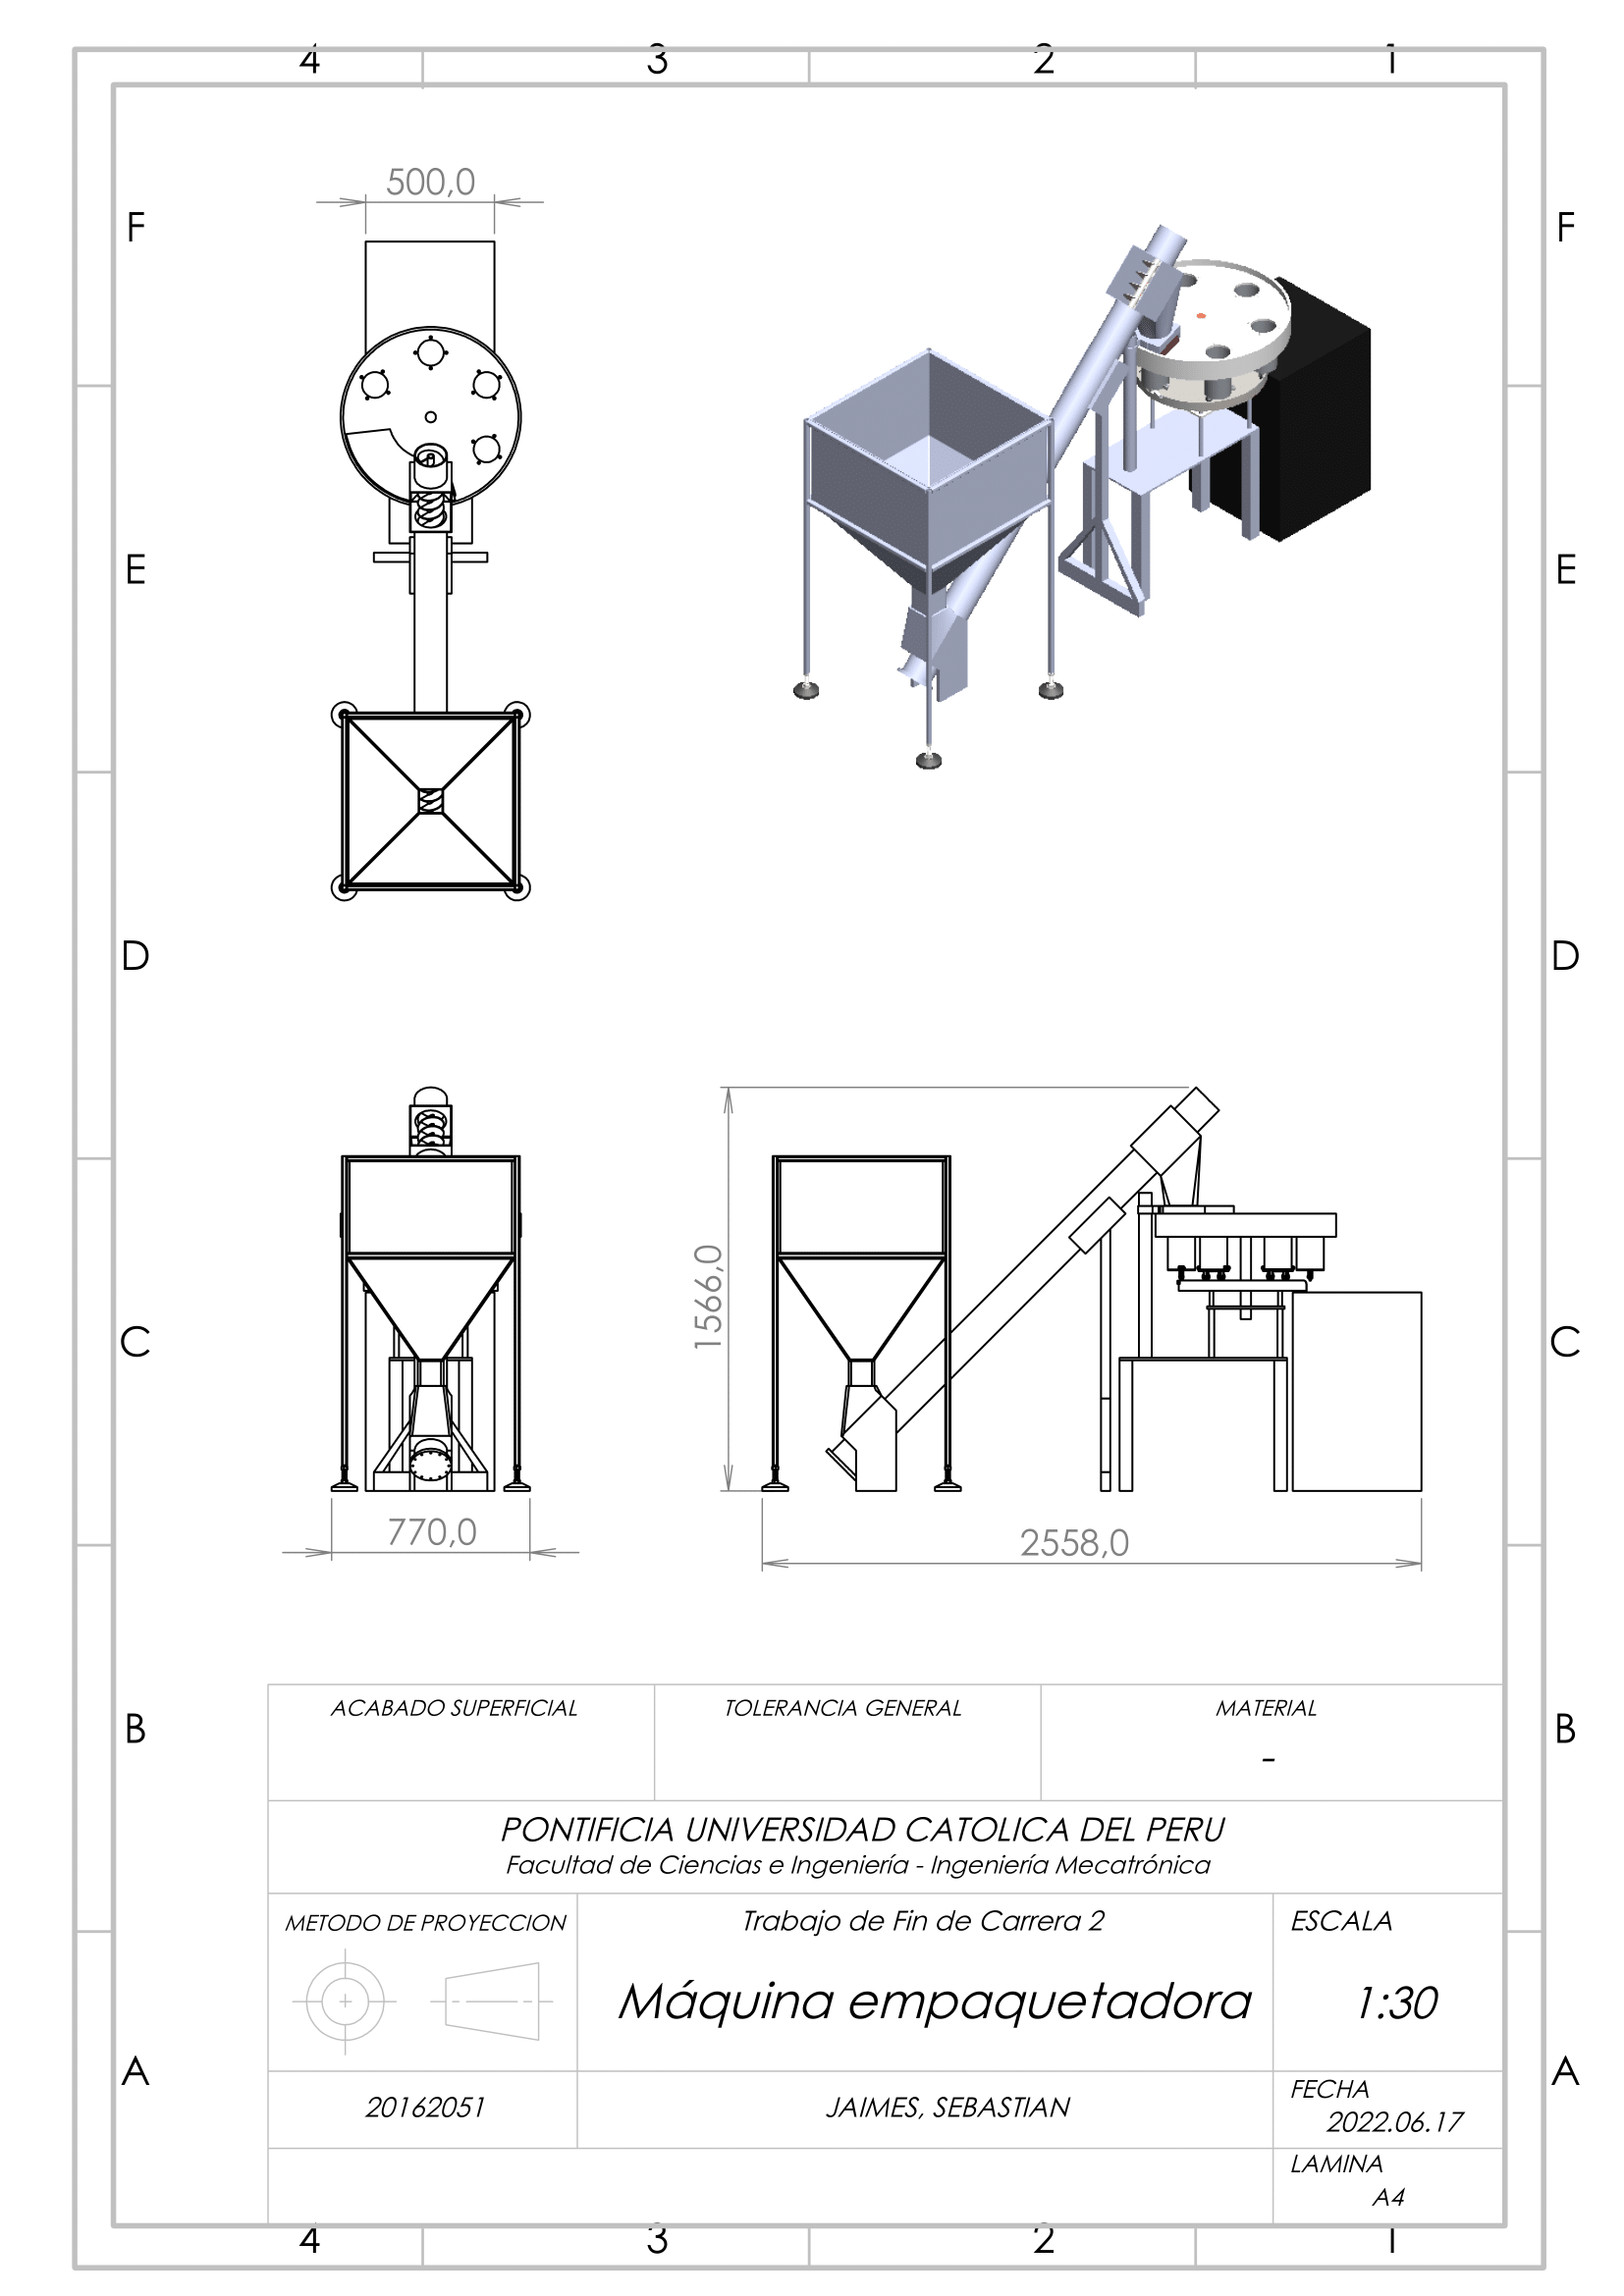 4 3 2 1
500,0
F F
E E
D D
1566,0
C C
770,0
2558,0
ACABADO SUPERFICIAL
TOLERANCIA GENERAL
MATERIAL
-
B B
PONTIFICIA UNIVERSIDAD CATOLICA DEL PERU
Facultad de Ciencias e Ingeniería - Ingeniería Mecatrónica
METODO DE PROYECCION
Trabajo de Fin de Carrera 2
ESCALA
Máquina empaquetadora
1:30
A A
20162051
JAIMES, SEBASTIAN
FECHA
2022.06.17
LAMINA
A4
4 3 2 1